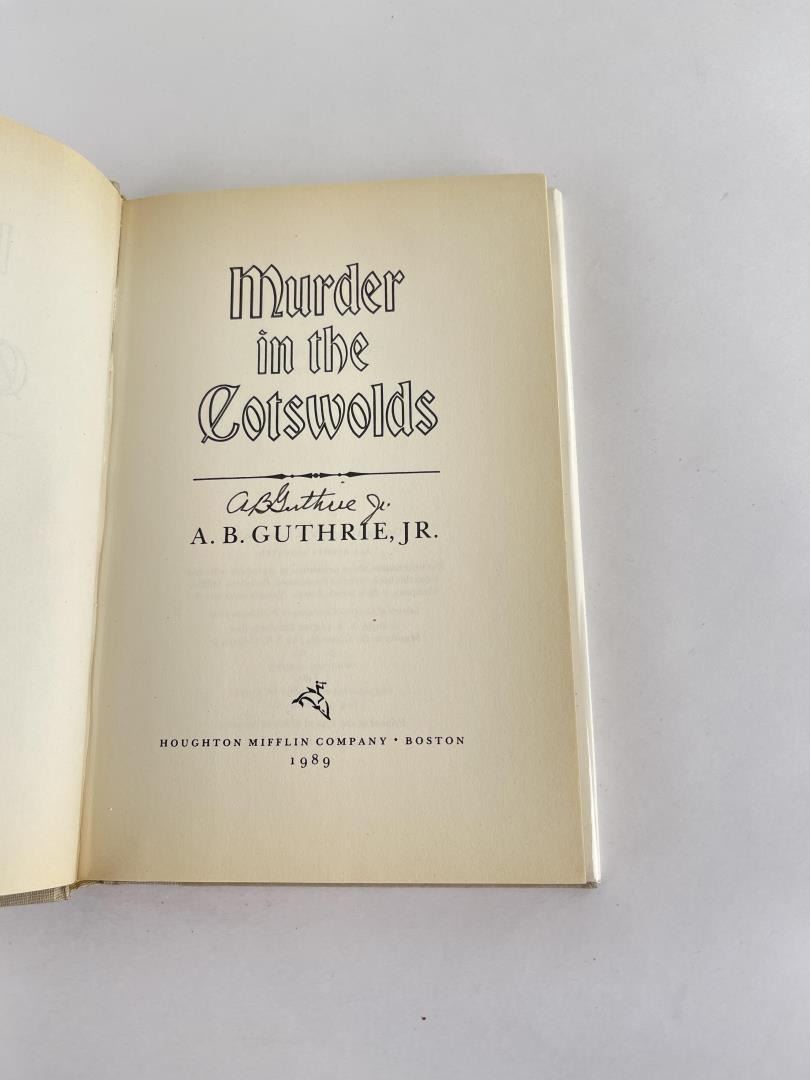 Murder
in the
Cotswolds
A B Guthrie Jr.
A. B. GUTHRIE, JR.
HOUGHTON MIFFLIN COMPANY • BOSTON
1989